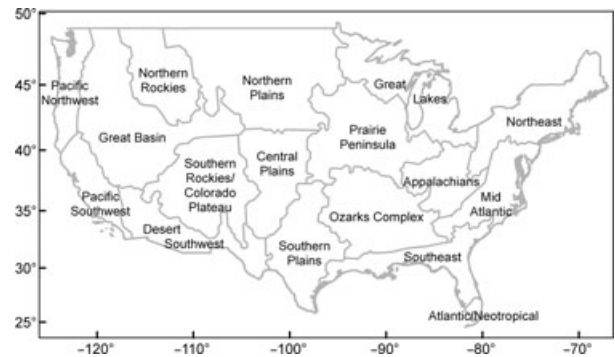 50°
45°
40°
35°
30°
25°
Pacific
Northwest
Northern
Rockies
Northern
Plains
Great
Lakes
Northeast
Great Basin
Prairie
Peninsula
Southern
Rockies/
Colorado
Plateau
Central
Plains
Appalachians
Mid
Atlantic
Pacific
Southwest
Desert
Southwest
Ozarks Complex
Southern
Plains
Southeast
Atlantic/Neotropical
−120°
−110°
−100°
−90°
−80°
−70°